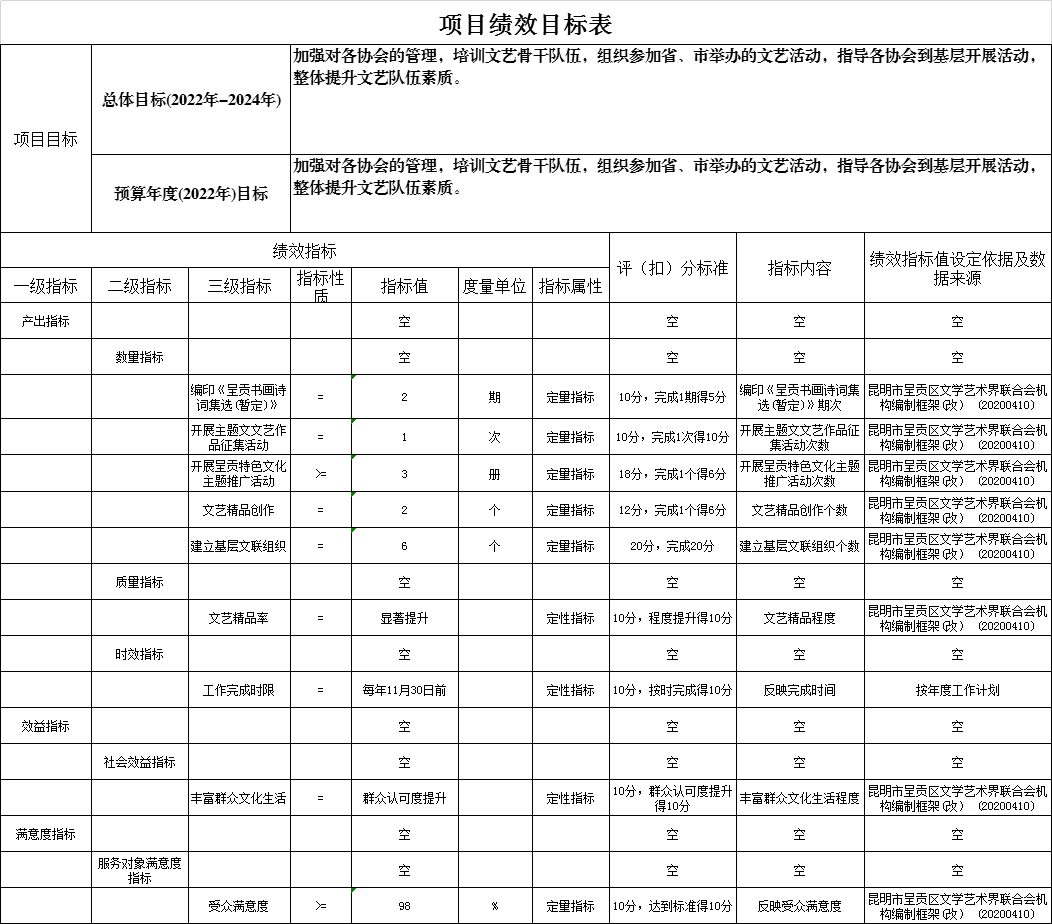 项目绩效目标表
项目目标
总体目标(2022年-2024年)
加强对各协会的管理，培训文艺骨干队伍，组织参加省、市举办的文艺活动，指导各协会到基层开展活动，
整体提升文艺队伍素质。
预算年度(2022年)目标
加强对各协会的管理，培训文艺骨干队伍，组织参加省、市举办的文艺活动，指导各协会到基层开展活动，
整体提升文艺队伍素质。
绩效指标
评（扣）分标准
指标内容
绩效指标值设定依据及数
据来源
一级指标 二级指标 三级指标 指标性
质
指标值 度量单位 指标属性
产出指标 空 空 空 空
数量指标 空 空 空 空
编印《呈贡书画诗
词集选(暂定)》
= 2 期 定量指标 10分，完成1期得5分
编印《呈贡书画诗词集
选(暂定)》期次
昆明市呈贡区文学艺术界联合会机
构编制框架(改）（20200410）
开展主题文文艺作
品征集活动
= 1 次 定量指标 10分，完成1次得10分
开展主题文艺作品征
集活动次数
昆明市呈贡区文学艺术界联合会机
构编制框架(改）（20200410）
开展呈贡特色文化
主题推广活动
>= 3 册 定量指标 18分，完成1个得6分
开展呈贡特色文化主题
推广活动次数
昆明市呈贡区文学艺术界联合会机
构编制框架(改）（20200410）
文艺精品创作 = 2 个 定量指标 12分，完成1个得6分 文艺精品创作个数
昆明市呈贡区文学艺术界联合会机
构编制框架(改）（20200410）
建立基层文联组织 = 6 个 定量指标 20分，完成20分 建立基层文联组织个数
昆明市呈贡区文学艺术界联合会机
构编制框架(改）（20200410）
质量指标 空 空 空 空
文艺精品率 = 显著提升 定性指标 10分，程度提升得10分 文艺精品程度
昆明市呈贡区文学艺术界联合会机
构编制框架(改）（20200410）
时效指标 空 空 空 空
工作完成时限 = 每年11月30日前 定性指标 10分，按时完成得10分 反映完成时间 按年度工作计划
效益指标 空 空 空 空
社会效益指标 空 空 空 空
丰富群众文化生活 = 群众认可度提升 定性指标
10分，群众认可度提升
得10分
丰富群众文化生活程度
昆明市呈贡区文学艺术界联合会机
构编制框架(改）（20200410）
满意度指标 空 空 空 空
服务对象满意度
指标
空 空 空 空
受众满意度 >= 98 % 定量指标 10分，达到标准得10分 反映受众满意度
昆明市呈贡区文学艺术界联合会机
构编制框架(改）（20200410）